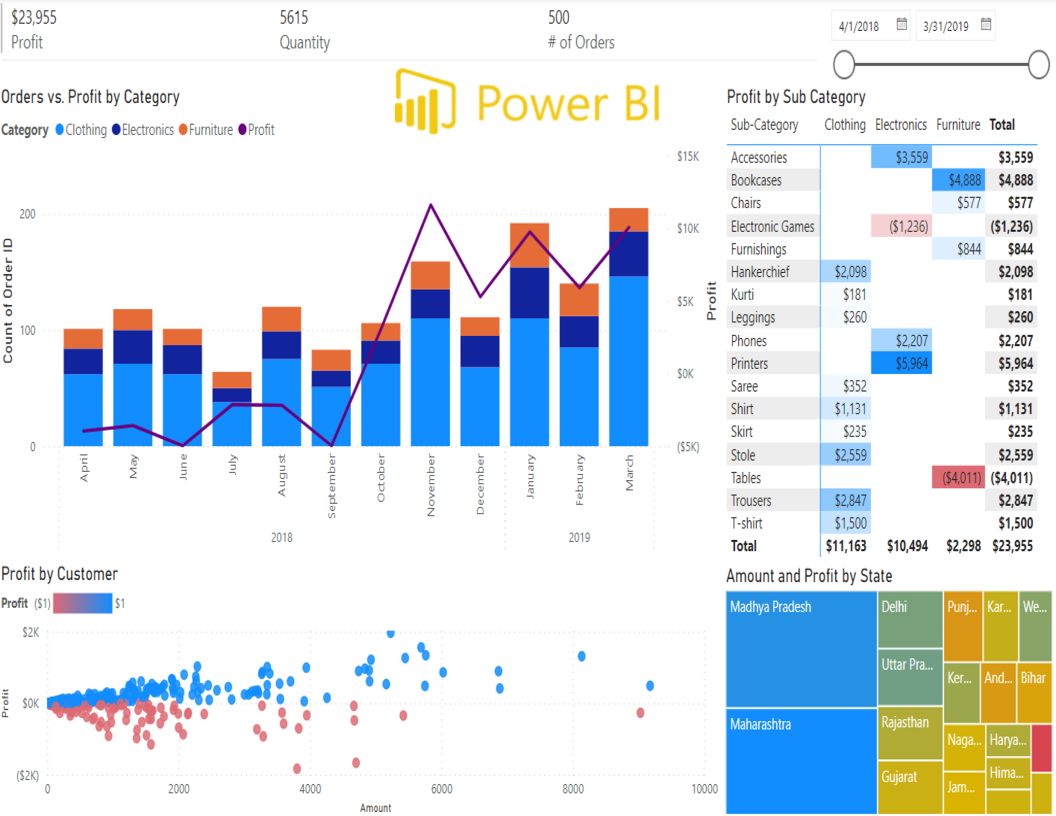 $23,955
Profit
5615
Quantity
500
# of Orders
4/1/2018
3/31/2019
Power BI
Orders vs. Profit by Category
Category Clothing Electronics Furniture Profit
Count of Order ID
200
100
0
$15K
$10K
$5K
$0K
($5K)
Profit
April
May
June
July
August
September
October
November
December
January
February
March
2018
2019
Profit by Sub Category
Sub-Category Clothing Electronics Furniture Total
Accessories $3,559 $3,559
Bookcases $4,888 $4,888
Chairs $577 $577
Electronic Games ($1,236) ($1,236)
Furnishings $844 $844
Hankerchief $2,098 $2,098
Kurti $181 $181
Leggings $260 $260
Phones $2,207 $2,207
Printers $5,964 $5,964
Saree $352 $352
Shirt $1,131 $1,131
Skirt $235 $235
Stole $2,559 $2,559
Tables ($4,011) ($4,011)
Trousers $2,847 $2,847
T-shirt $1,500 $1,500
Total $11,163 $10,494 $2,298 $23,955
Profit by Customer
Profit ($1) $1
Profit
$2K
$0K
($2K)
0
2000
4000
6000
8000
10000
Amount
Amount and Profit by State
Madhya Pradesh
Maharashtra
Delhi
Uttar Pra...
Rajasthan
Gujarat
Punj...
Kar...
We...
Ker...
And...
Bihar
Naga...
Harya...
Jam...
Hima...